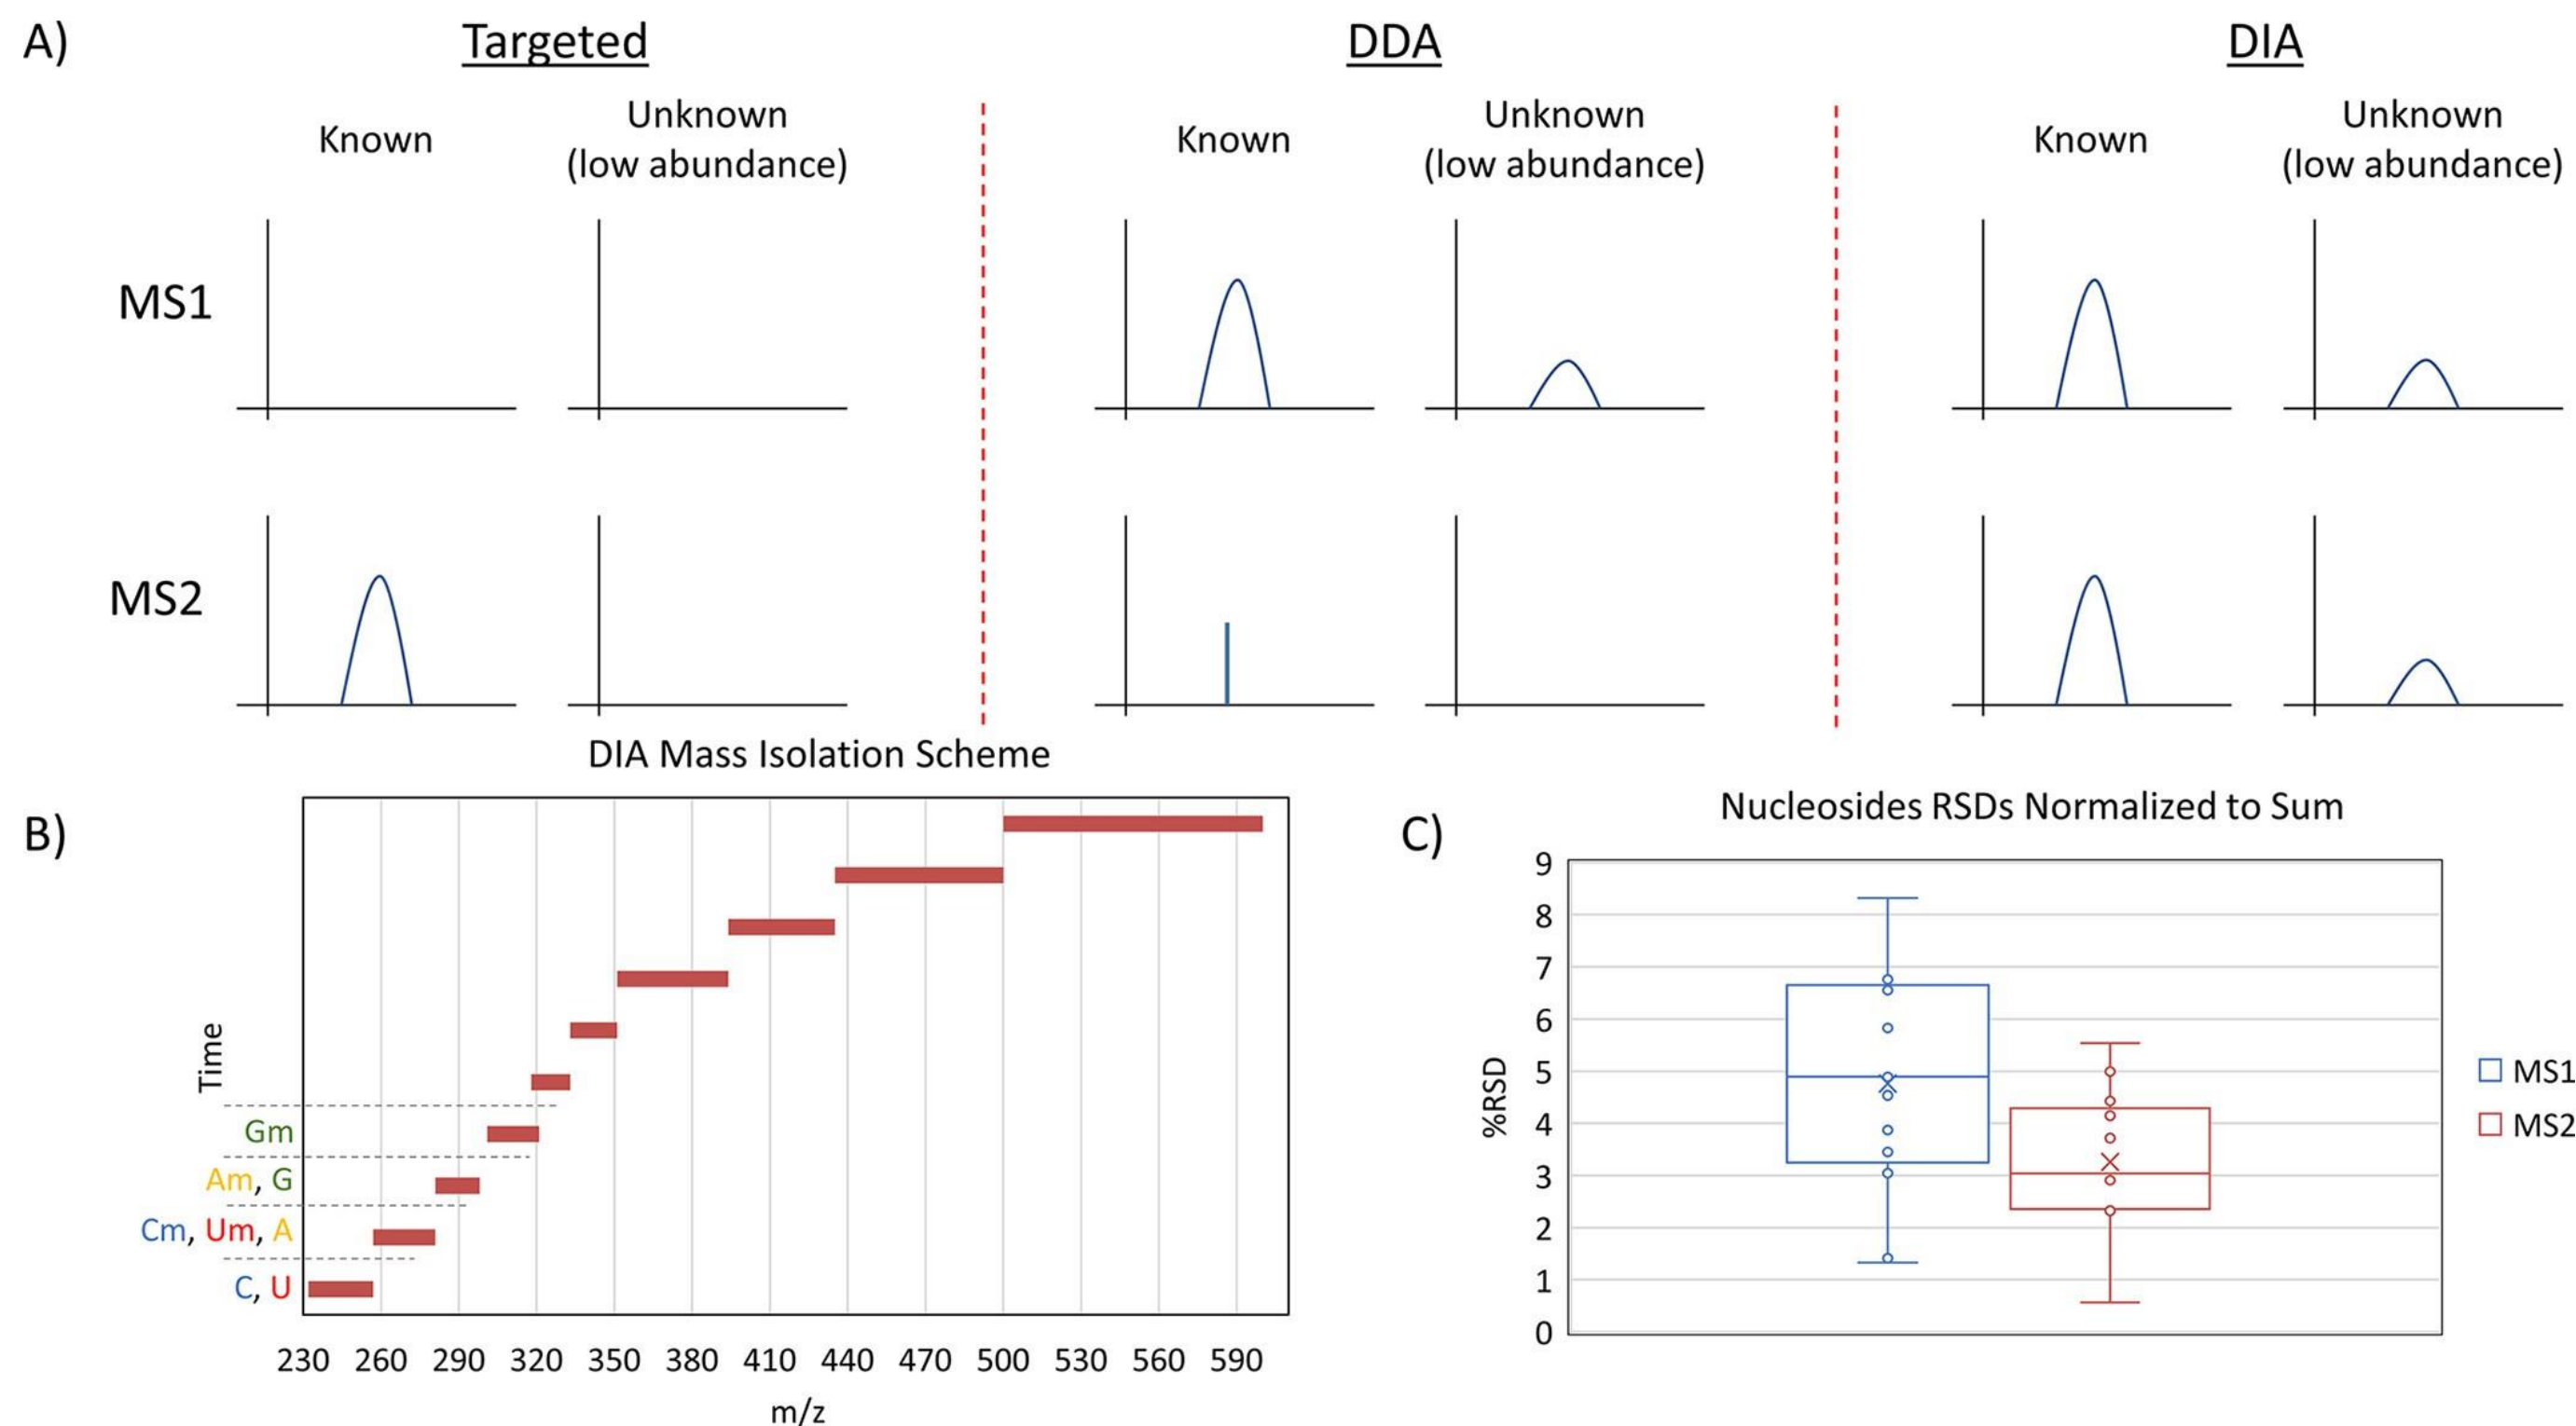 A)
Targeted
DDA
DIA
Known
Unknown
(low abundance)
Known
Unknown
(low abundance)
Known
Unknown
(low abundance)
MS1
MS2
DIA Mass Isolation Scheme
B)
Time
Gm
Am, G
Cm, Um, A
C, U
230 260 290 320 350 380 410 440 470 500 530 560 590
m/z
C)
Nucleosides RSDs Normalized to Sum
9
8
7
6
5
4
3
2
1
0
%RSD
MS1
MS2